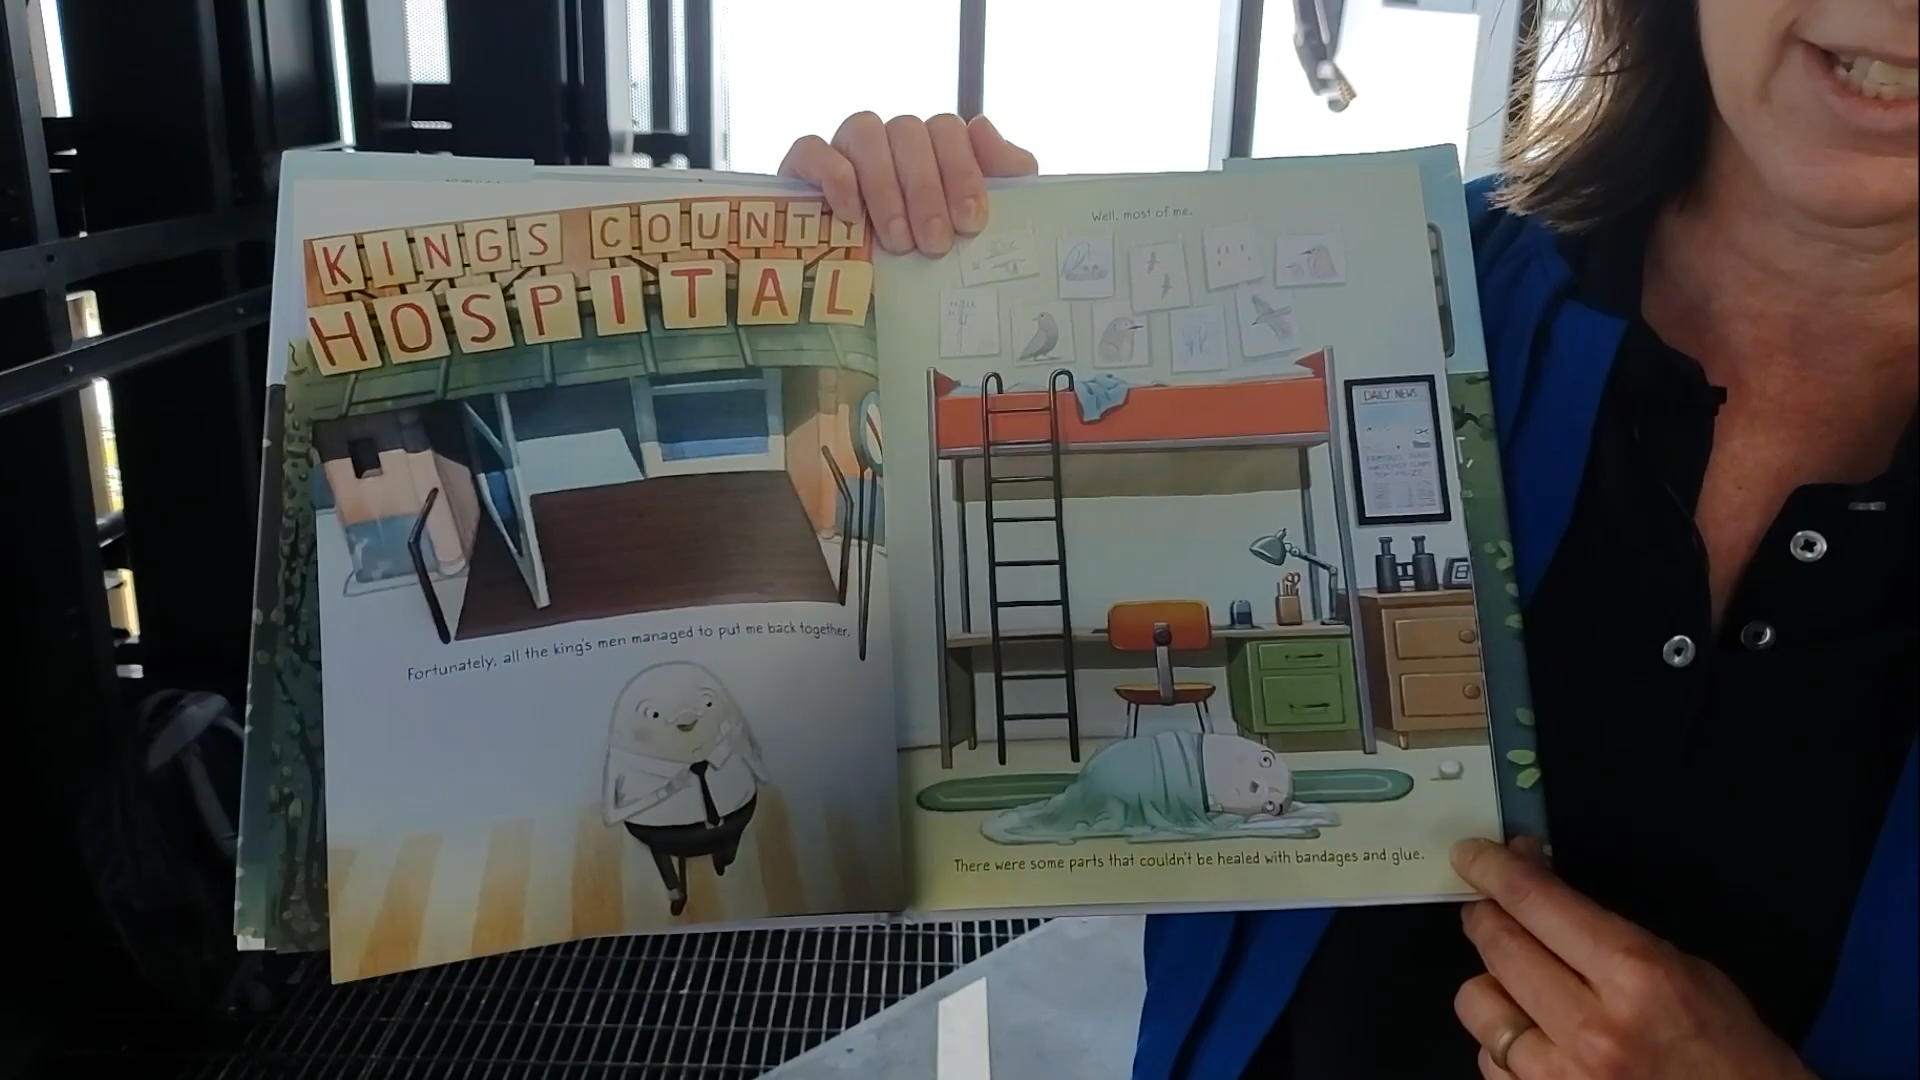 KINGS COUNTY
HOSPITAL
Fortunately, all the king's men managed to put me back together.
Well, most of me.
DAILY NEWS
There were some parts that couldn't be healed with bandages and glue.